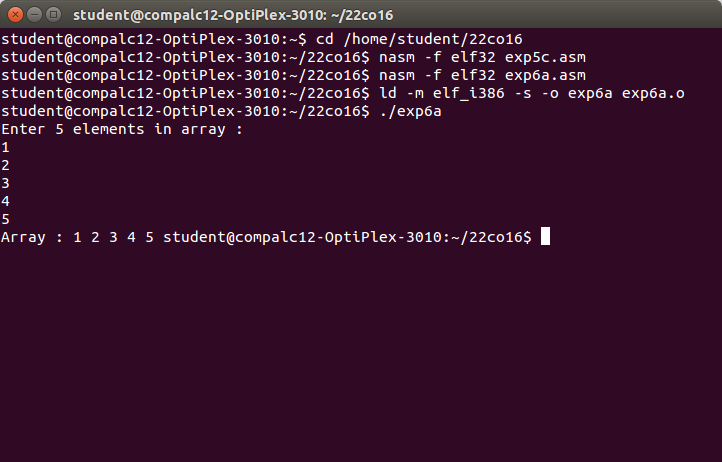 student@compalc12-OptiPlex-3010: ~/22co16
student@compalc12-OptiPlex-3010:~$ cd /home/student/22co16
student@compalc12-OptiPlex-3010:~/22co16$ nasm -f elf32 exp5c.asm
student@compalc12-OptiPlex-3010:~/22co16$ nasm -f elf32 exp6a.asm
student@compalc12-OptiPlex-3010:~/22co16$ ld -m elf_i386 -s -o exp6a exp6a.o
student@compalc12-OptiPlex-3010:~/22co16$ ./exp6a
Enter 5 elements in array :
1
2
3
4
5
Array : 1 2 3 4 5 student@compalc12-OptiPlex-3010:~/22co16$